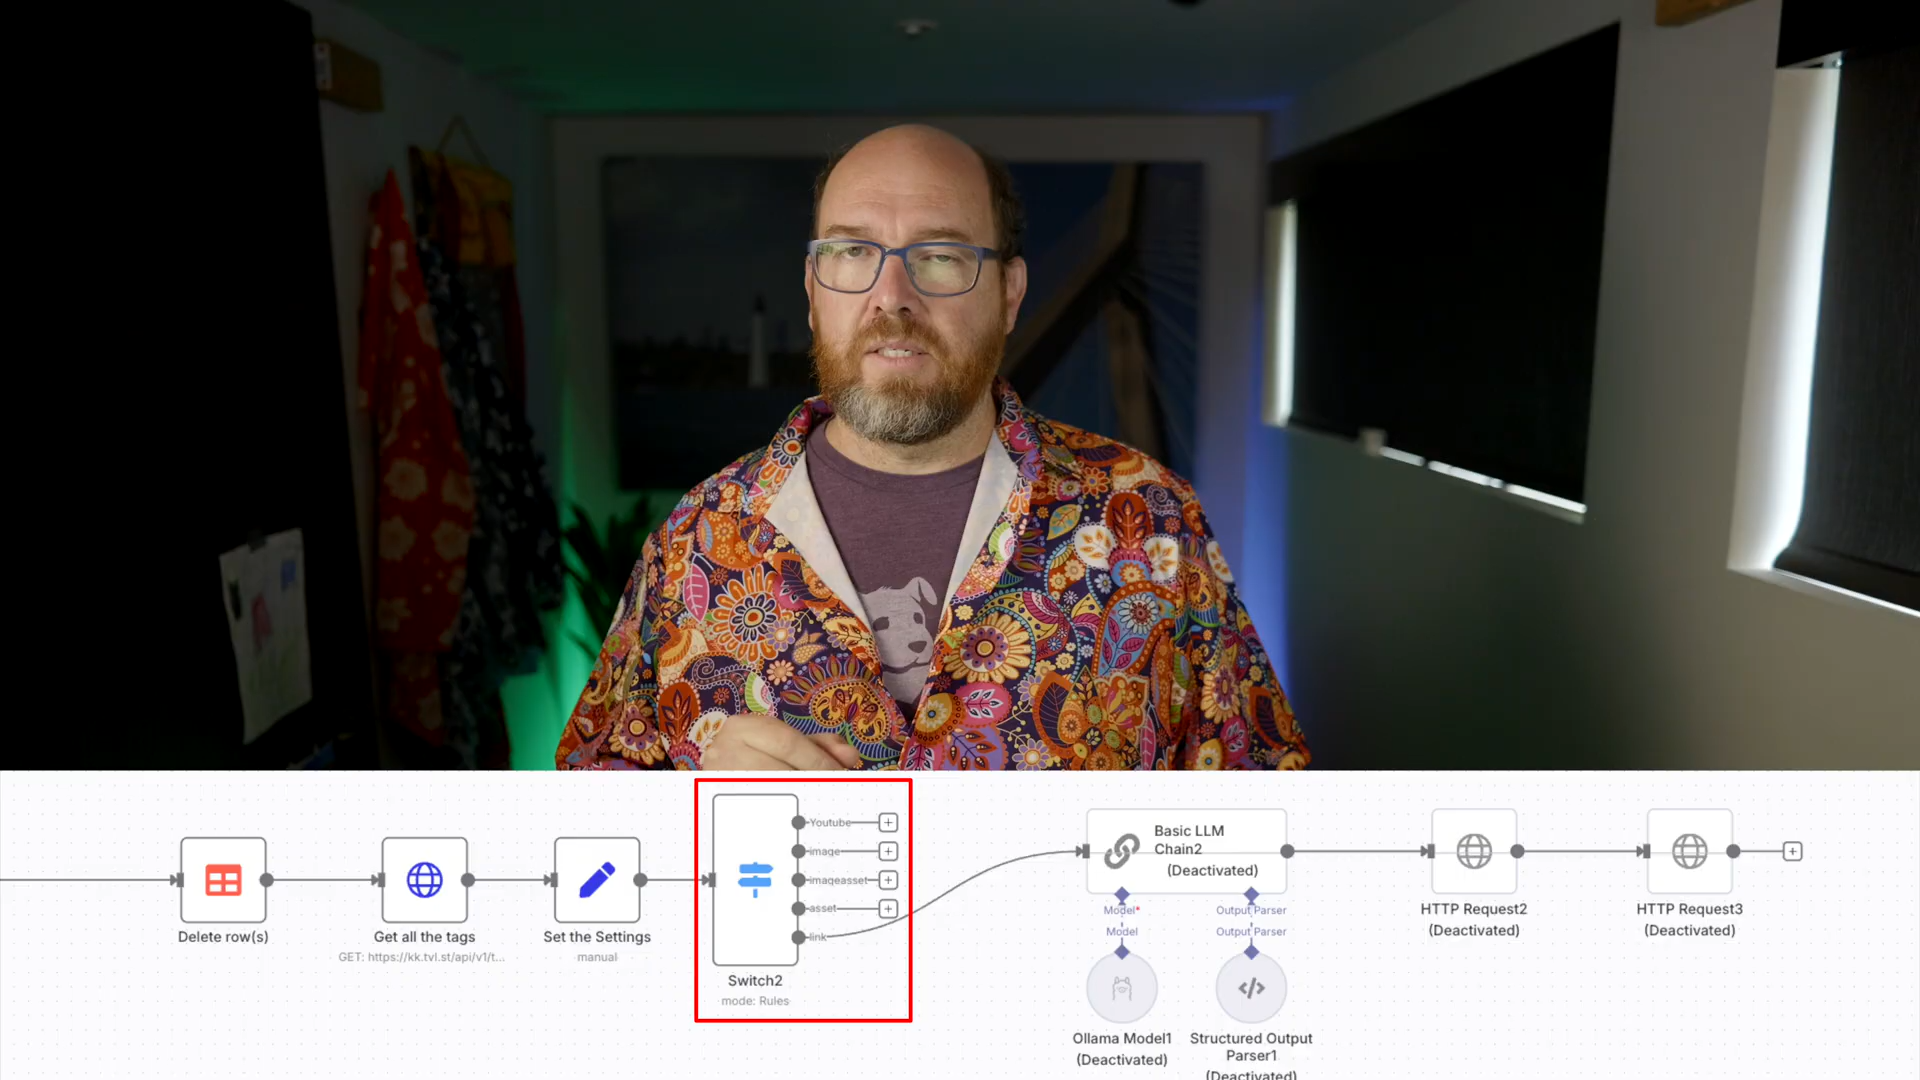 Delete row(s)
Get all the tags
GET: https://kk.tvl.st/api/v1/t...
Set the Settings
manual
Youtube
image
imageasset
asset
link
Switch2
mode: Rules
Basic LLM
Chain2
(Deactivated)
Model*
Model
Output Parser
Output Parser
Ollama Model1
(Deactivated)
Structured Output
Parser1
(Deactivated)
HTTP Request2
(Deactivated)
HTTP Request3
(Deactivated)